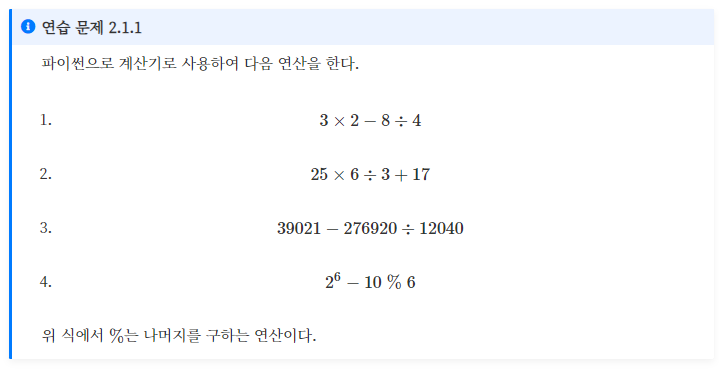 연습 문제 2.1.1
파이썬으로 계산기로 사용하여 다음 연산을 한다.
1. 3 × 2 − 8 ÷ 4
2. 25 × 6 ÷ 3 + 17
3. 39021 − 276920 ÷ 12040
4. 2⁶ − 10 % 6
위 식에서 %는 나머지를 구하는 연산이다.